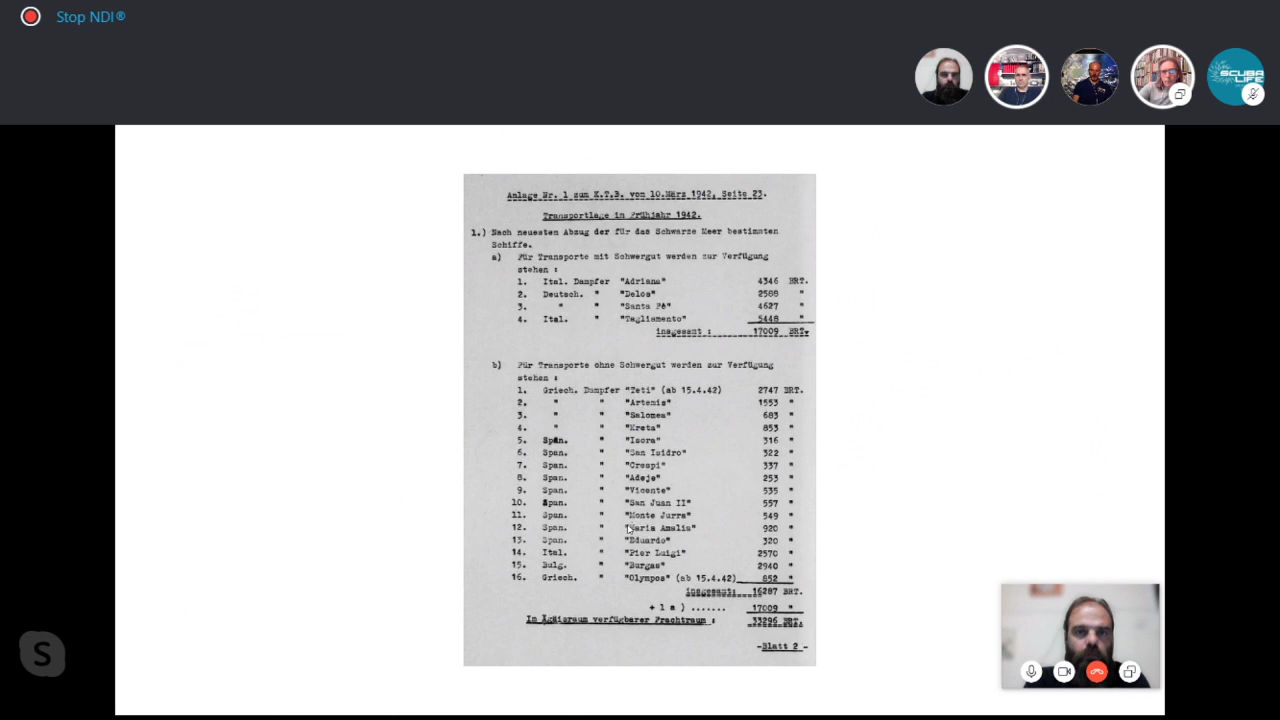 Stop NDI®
SCUBA
LIFE
Anlage Nr. 1 zum K.T.B. vom 10.März 1942, Seite 23.
Transportlage im Frühjahr 1942.
1.) Nach neuesten Abzug der für das Schwarze Meer bestimmten
Schiffe.
a) Für Transporte mit Schwergut werden zur Verfügung
stehen :
1. Ital. Dampfer "Adriana" 4346 BRT.
2. Deutsch. " "Delos" 2588 "
3. " " "Santa Fé" 4627 "
4. Ital. " "Tagliamento" 5448 "
insgesamt : 17009 BRT.
b) Für Transporte ohne Schwergut werden zur Verfügung
stehen :
1. Griech. Dampfer "Teti" (ab 15.4.42) 2747 BRT.
2. " " "Artemis" 1553 "
3. " " "Salomea" 683 "
4. " " "Kreta" 853 "
5. Span. " "Isora" 316 "
6. Span. " "San Isidro" 322 "
7. Span. " "Crespi" 337 "
8. Span. " "Adeje" 253 "
9. Span. " "Vicente" 535 "
10. Span. " "San Juan II" 557 "
11. Span. " "Monte Jurra" 549 "
12. Span. " "Maria Amalis" 920 "
13. Span. " "Eduardo" 320 "
14. Ital. " "Pier Luigi" 2570 "
15. Bulg. " "Burgas" 2940 "
16. Griech. " "Olympos" (ab 15.4.42) 852 "
insgesamt: 16287 BRT.
+ 1 a ) ....... 17009 "
Im Ägäisraum verfügbarer Frachtraum : 33296 BRT.
-Blatt 2 -
S